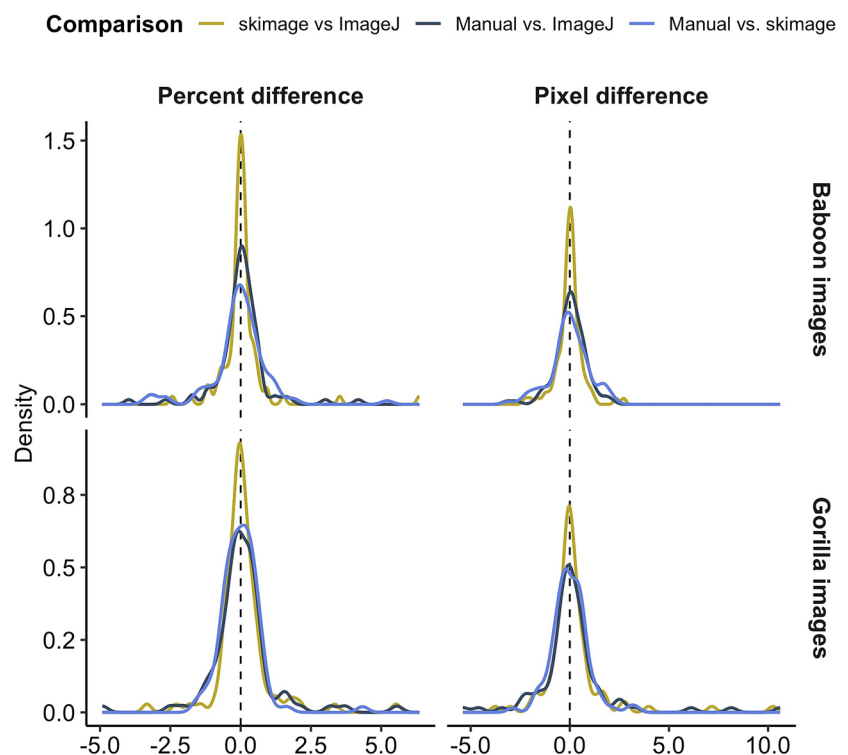 Comparison skimage vs ImageJ Manual vs. ImageJ Manual vs. skimage
Percent difference Pixel difference
1.5
1.0
0.5
0.0
Baboon images
Density
0.8
0.5
0.2
0.0
Gorilla images
-5.0 -2.5 0.0 2.5 5.0 -5.0 0.0 5.0 10.0